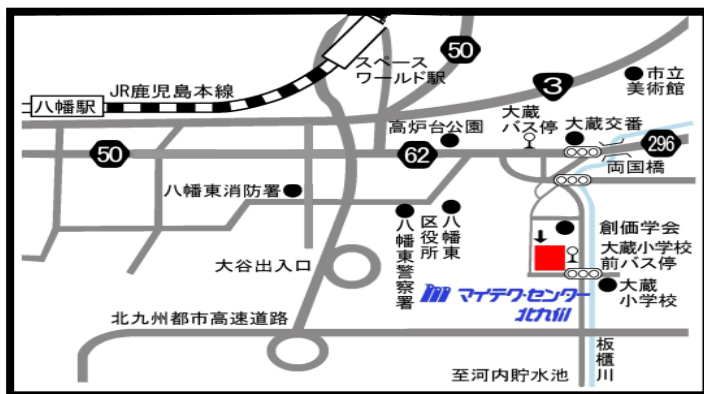 50
スペース
ワールド駅
JR鹿児島本線
八幡駅
3
市立
美術館
大蔵
バス停
大蔵交番
高炉台公園
50
62
296
両国橋
八幡東消防署
八幡東警察署
区役所
八幡東
創価学会
大蔵小学校
前バス停
大谷出入口
大蔵
小学校
マイテク・センター
北九州
北九州都市高速道路
板櫃川
至河内貯水池